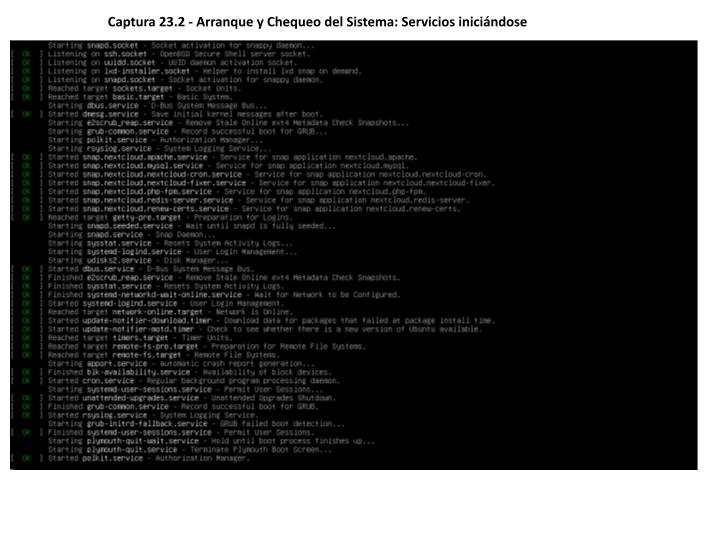 Captura 23.2 - Arranque y Chequeo del Sistema: Servicios iniciándose
Starting snapd.socket - Socket activation for snappy daemon...
[ OK ] Listening on ssh.socket - OpenBSD Secure Shell server socket.
[ OK ] Listening on uuidd.socket - UUID daemon activation socket.
[ OK ] Listening on lxd-installer.socket - Helper to install lxd snap on demand.
[ OK ] Listening on snapd.socket - Socket activation for snappy daemon.
[ OK ] Reached target sockets.target - Socket Units.
[ OK ] Reached target basic.target - Basic System.
Starting dbus.service - D-Bus System Message Bus...
[ OK ] Started dmesg.service - Save initial kernel messages after boot.
Starting e2scrub_reap.service - Remove Stale Online ext4 Metadata Check Snapshots...
Starting grub-common.service - Record successful boot for GRUB...
Starting polkit.service - Authorization Manager...
Starting rsyslog.service - System Logging Service...
[ OK ] Started snap.nextcloud.apache.service - Service for snap application nextcloud.apache.
[ OK ] Started snap.nextcloud.mysql.service - Service for snap application nextcloud.mysql.
[ OK ] Started snap.nextcloud.nextcloud-cron.service - Service for snap application nextcloud.nextcloud-cron.
[ OK ] Started snap.nextcloud.nextcloud-fixer.service - Service for snap application nextcloud.nextcloud-fixer.
[ OK ] Started snap.nextcloud.php-fpm.service - Service for snap application nextcloud.php-fpm.
[ OK ] Started snap.nextcloud.redis-server.service - Service for snap application nextcloud.redis-server.
[ OK ] Started snap.nextcloud.renew-certs.service - Service for snap application nextcloud.renew-certs.
[ OK ] Reached target getty-pre.target - Preparation for Logins.
Starting snapd.seeded.service - Wait until snapd is fully seeded...
Starting snapd.service - Snap Daemon...
Starting sysstat.service - Resets System Activity Logs...
Starting systemd-logind.service - User Login Management...
Starting udisks2.service - Disk Manager...
[ OK ] Started dbus.service - D-Bus System Message Bus.
[ OK ] Finished e2scrub_reap.service - Remove Stale Online ext4 Metadata Check Snapshots.
[ OK ] Finished sysstat.service - Resets System Activity Logs.
[ OK ] Finished systemd-networkd-wait-online.service - Wait for Network to be Configured.
[ OK ] Started systemd-logind.service - User Login Management.
[ OK ] Reached target network-online.target - Network is Online.
[ OK ] Started update-notifier-download.timer - Download data for packages that failed at package install time.
[ OK ] Started update-notifier-motd.timer - Check to see whether there is a new version of Ubuntu available.
[ OK ] Reached target timers.target - Timer Units.
[ OK ] Reached target remote-fs-pre.target - Preparation for Remote File Systems.
[ OK ] Reached target remote-fs.target - Remote File Systems.
Starting apport.service - automatic crash report generation...
[ OK ] Finished blk-availability.service - Availability of block devices.
[ OK ] Started cron.service - Regular background program processing daemon.
Starting systemd-user-sessions.service - Permit User Sessions...
[ OK ] Started unattended-upgrades.service - Unattended Upgrades Shutdown.
[ OK ] Finished grub-common.service - Record successful boot for GRUB.
[ OK ] Started rsyslog.service - System Logging Service.
Starting grub-initrd-fallback.service - GRUB failed boot detection...
[ OK ] Finished systemd-user-sessions.service - Permit User Sessions.
Starting plymouth-quit-wait.service - Hold until boot process finishes up...
Starting plymouth-quit.service - Terminate Plymouth Boot Screen...
[ OK ] Started polkit.service - Authorization Manager.